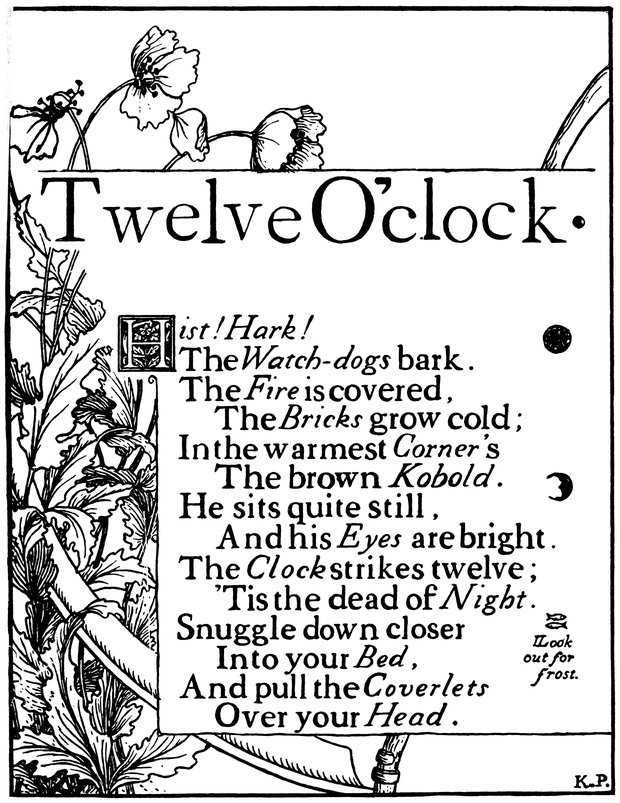 Twelve O'clock.
Hist! Hark!
The Watch-dogs bark.
The Fire is covered,
The Bricks grow cold;
In the warmest Corner's
The brown Kobold.
He sits quite still,
And his Eyes are bright.
The Clock strikes twelve;
'Tis the dead of Night.
Snuggle down closer
Into your Bed,
And pull the Coverlets
Over your Head.
Look
out for
frost.
K.P.